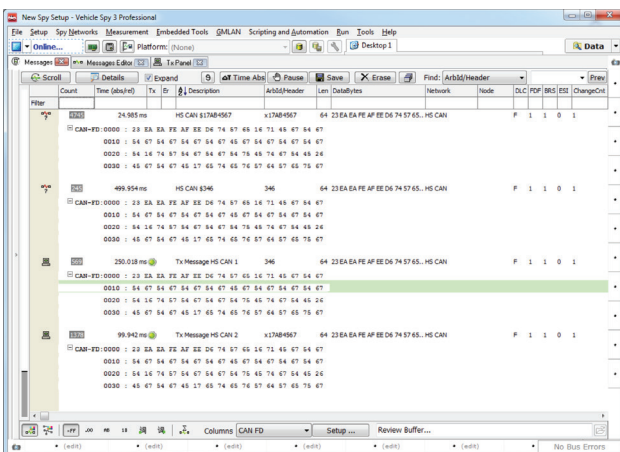 New Spy Setup - Vehicle Spy 3 Professional
File Setup Spy Networks Measurement Embedded Tools GMLAN Scripting and Automation Run Tools Help
Online... Platform: (None) Desktop 1 Data
Messages Messages Editor Tx Panel
Scroll Details Expand Time Abs Pause Save Erase Find: ArbId/Header Prev
Count Time (abs/rel) Tx Er Description ArbId/Header Len DataBytes Network Node DLC FDF BRS ESI ChangeCnt
Filter
4741 24.985 ms HS CAN $17AB4567 x17AB4567 64 23 EA EA FE AF EE D6 74 57 65.. HS CAN F 1 1 0 1
CAN-FD:0000 : 23 EA EA FE AF EE D6 74 57 65 16 71 45 67 54 67
0010 : 54 67 54 67 54 67 54 67 45 67 54 67 54 67 54 67
0020 : 54 16 74 57 54 67 54 67 54 75 45 74 67 54 45 26
0030 : 45 67 54 67 45 17 65 74 65 76 57 64 57 65 75 67
499.954 ms HS CAN $346 346 64 23 EA EA FE AF EE D6 74 57 65.. HS CAN F 1 1 0 1
CAN-FD:0000 : 23 EA EA FE AF EE D6 74 57 65 16 71 45 67 54 67
0010 : 54 67 54 67 54 67 54 67 45 67 54 67 54 67 54 67
0020 : 54 16 74 57 54 67 54 67 54 75 45 74 67 54 45 26
0030 : 45 67 54 67 45 17 65 74 65 76 57 64 57 65 75 67
250.018 ms Tx Message HS CAN 1 346 64 23 EA EA FE AF EE D6 74 57 65.. HS CAN F 1 1 0 1
CAN-FD:0000 : 23 EA EA FE AF EE D6 74 57 65 16 71 45 67 54 67
0010 : 54 67 54 67 54 67 54 67 45 67 54 67 54 67 54 67
0020 : 54 16 74 57 54 67 54 67 54 75 45 74 67 54 45 26
0030 : 45 67 54 67 45 17 65 74 65 76 57 64 57 65 75 67
99.942 ms Tx Message HS CAN 2 x17AB4567 64 23 EA EA FE AF EE D6 74 57 65.. HS CAN F 1 1 0 1
CAN-FD:0000 : 23 EA EA FE AF EE D6 74 57 65 16 71 45 67 54 67
0010 : 54 67 54 67 54 67 54 67 45 67 54 67 54 67 54 67
0020 : 54 16 74 57 54 67 54 67 54 75 45 74 67 54 45 26
0030 : 45 67 54 67 45 17 65 74 65 76 57 64 57 65 75 67
Columns CAN FD Setup ... Review Buffer...
(edit) (edit) (edit) (edit) (edit) (edit) (edit) No Bus Errors